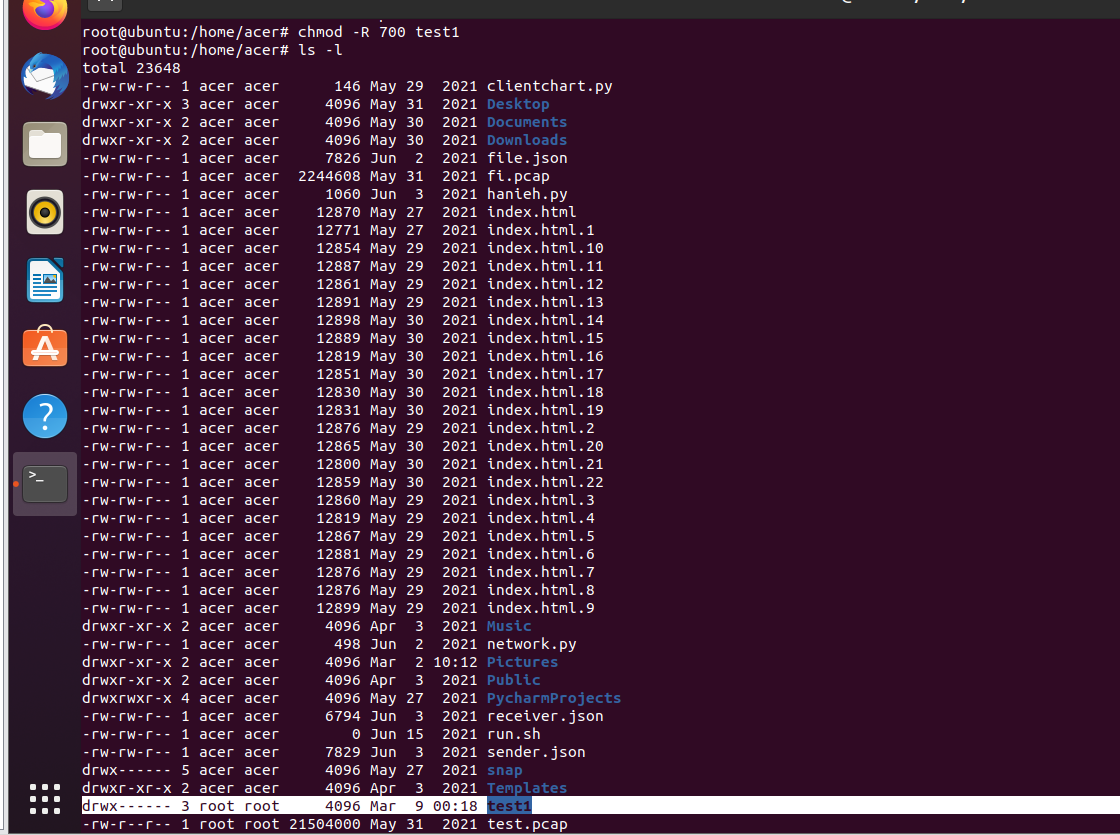 root@ubuntu:/home/acer# chmod -R 700 test1
root@ubuntu:/home/acer# ls -l
total 23648
-rw-rw-r-- 1 acer acer      146 May 29  2021 clientchart.py
drwxr-xr-x 3 acer acer     4096 May 31  2021 Desktop
drwxr-xr-x 2 acer acer     4096 May 30  2021 Documents
drwxr-xr-x 2 acer acer     4096 May 30  2021 Downloads
-rw-rw-r-- 1 acer acer     7826 Jun  2  2021 file.json
-rw-rw-r-- 1 acer acer  2244608 May 31  2021 fi.pcap
-rw-rw-r-- 1 acer acer     1060 Jun  3  2021 hanieh.py
-rw-rw-r-- 1 acer acer    12870 May 27  2021 index.html
-rw-rw-r-- 1 acer acer    12771 May 27  2021 index.html.1
-rw-rw-r-- 1 acer acer    12854 May 29  2021 index.html.10
-rw-rw-r-- 1 acer acer    12887 May 29  2021 index.html.11
-rw-rw-r-- 1 acer acer    12861 May 29  2021 index.html.12
-rw-rw-r-- 1 acer acer    12891 May 29  2021 index.html.13
-rw-rw-r-- 1 acer acer    12898 May 30  2021 index.html.14
-rw-rw-r-- 1 acer acer    12889 May 30  2021 index.html.15
-rw-rw-r-- 1 acer acer    12819 May 30  2021 index.html.16
-rw-rw-r-- 1 acer acer    12851 May 30  2021 index.html.17
-rw-rw-r-- 1 acer acer    12830 May 30  2021 index.html.18
-rw-rw-r-- 1 acer acer    12831 May 30  2021 index.html.19
-rw-rw-r-- 1 acer acer    12876 May 29  2021 index.html.2
-rw-rw-r-- 1 acer acer    12865 May 30  2021 index.html.20
-rw-rw-r-- 1 acer acer    12800 May 30  2021 index.html.21
-rw-rw-r-- 1 acer acer    12859 May 30  2021 index.html.22
-rw-rw-r-- 1 acer acer    12860 May 29  2021 index.html.3
-rw-rw-r-- 1 acer acer    12819 May 29  2021 index.html.4
-rw-rw-r-- 1 acer acer    12867 May 29  2021 index.html.5
-rw-rw-r-- 1 acer acer    12881 May 29  2021 index.html.6
-rw-rw-r-- 1 acer acer    12876 May 29  2021 index.html.7
-rw-rw-r-- 1 acer acer    12876 May 29  2021 index.html.8
-rw-rw-r-- 1 acer acer    12899 May 29  2021 index.html.9
drwxr-xr-x 2 acer acer     4096 Apr  3  2021 Music
-rw-rw-r-- 1 acer acer      498 Jun  2  2021 network.py
drwxr-xr-x 2 acer acer     4096 Mar  2 10:12 Pictures
drwxr-xr-x 2 acer acer     4096 Apr  3  2021 Public
drwxrwxr-x 4 acer acer     4096 May 27  2021 PycharmProjects
-rw-rw-r-- 1 acer acer     6794 Jun  3  2021 receiver.json
-rw-rw-r-- 1 acer acer        0 Jun 15  2021 run.sh
-rw-rw-r-- 1 acer acer     7829 Jun  3  2021 sender.json
drwx------ 5 acer acer     4096 May 27  2021 snap
drwxr-xr-x 2 acer acer     4096 Apr  3  2021 Templates
drwx------ 3 root root     4096 Mar  9 00:18 test1
-rw-r--r-- 1 root root 21504000 May 31  2021 test.pcap